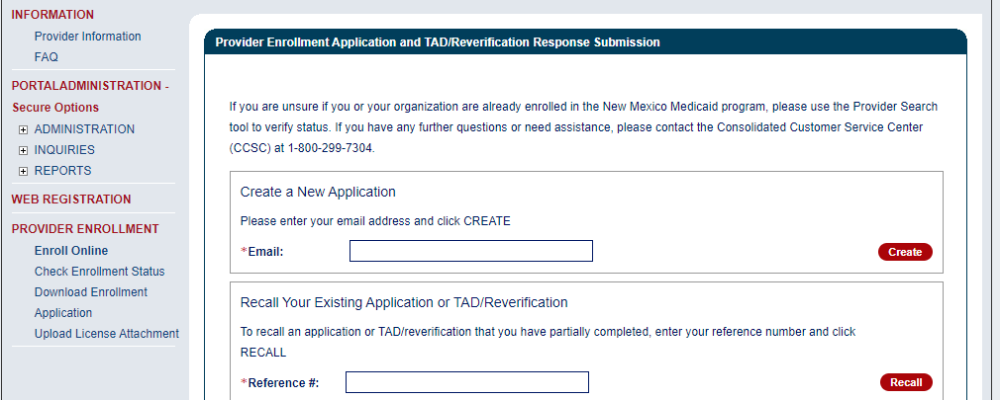 INFORMATION
Provider Information
FAQ
PORTALADMINISTRATION -
Secure Options
ADMINISTRATION
INQUIRIES
REPORTS
WEB REGISTRATION
PROVIDER ENROLLMENT
Enroll Online
Check Enrollment Status
Download Enrollment
Application
Upload License Attachment
Provider Enrollment Application and TAD/Reverification Response Submission
If you are unsure if you or your organization are already enrolled in the New Mexico Medicaid program, please use the Provider Search
tool to verify status. If you have any further questions or need assistance, please contact the Consolidated Customer Service Center
(CCSC) at 1-800-299-7304.
Create a New Application
Please enter your email address and click CREATE
*Email:
Create
Recall Your Existing Application or TAD/Reverification
To recall an application or TAD/reverification that you have partially completed, enter your reference number and click
RECALL
*Reference #:
Recall